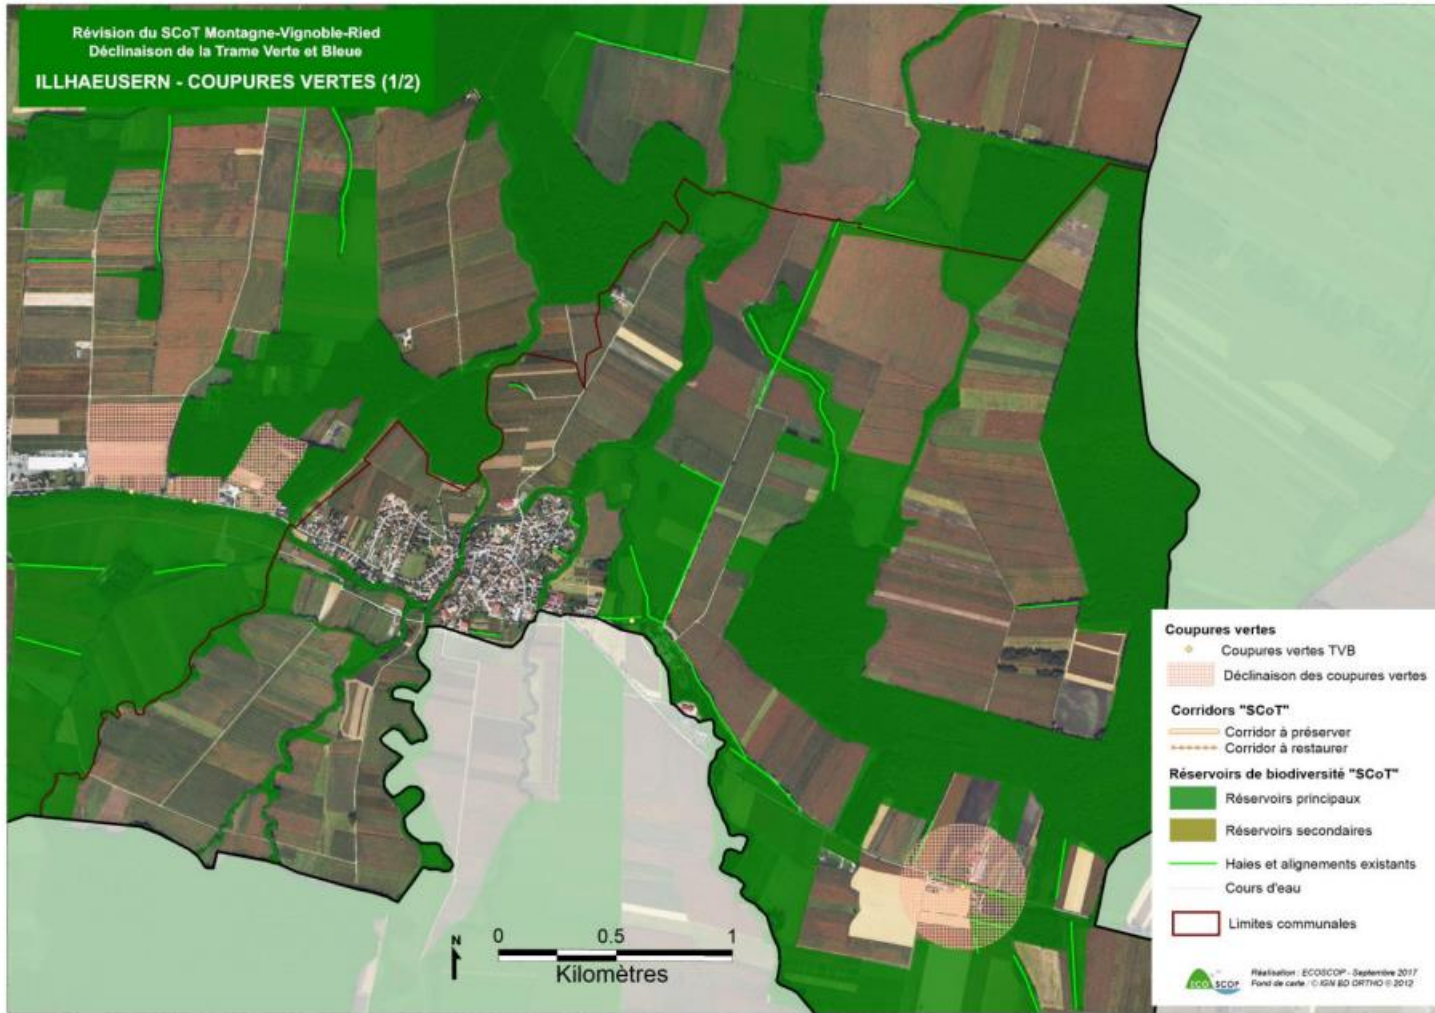 Révision du SCoT Montagne-Vignoble-Ried
Déclinaison de la Trame Verte et Bleue
ILLHAEUSERN - COUPURES VERTES (1/2)
Coupures vertes
Coupures vertes TVB
Déclinaison des coupures vertes
Corridors "SCoT"
Corridor à préserver
Corridor à restaurer
Réservoirs de biodiversité "SCoT"
Réservoirs principaux
Réservoirs secondaires
Haies et alignements existants
Cours d'eau
Limites communales
N
0 0.5 1
Kilomètres
ECO SCOP
Réalisation : ECOSCOP - Septembre 2017
Fond de carte : © IGN BD ORTHO © 2012